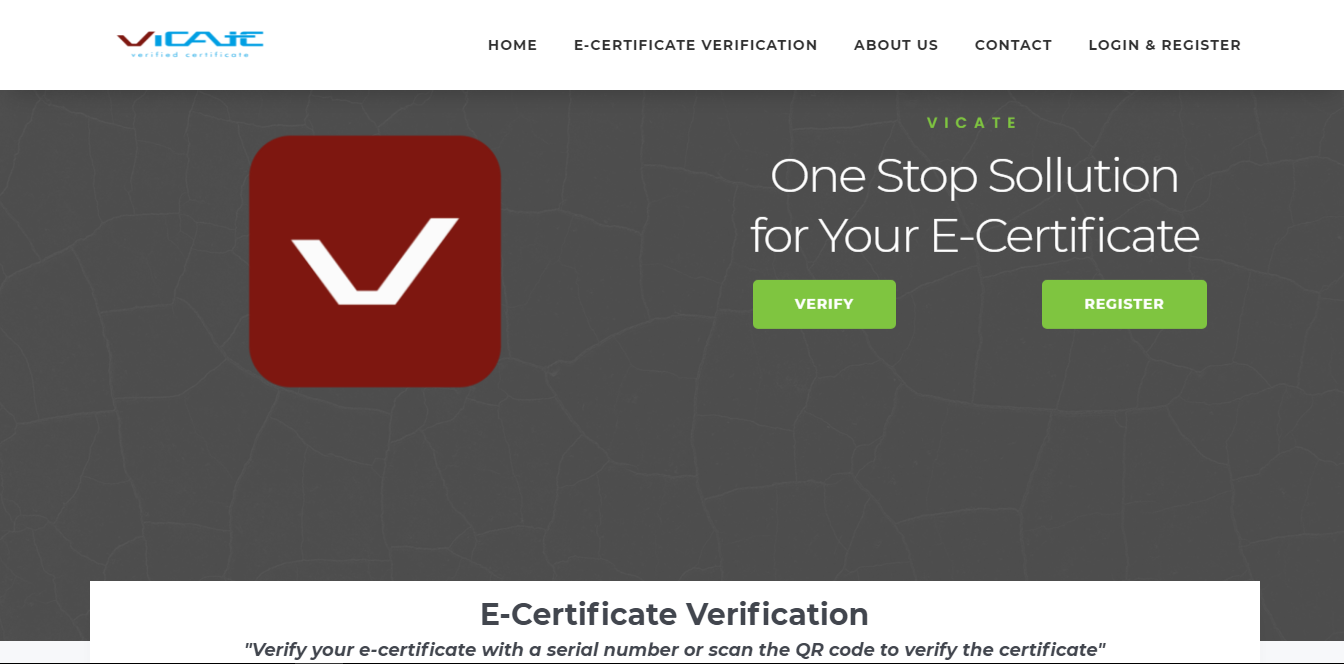 ViCATE
verified certificate
HOME
E-CERTIFICATE VERIFICATION
ABOUT US
CONTACT
LOGIN & REGISTER
VICATE
One Stop Sollution
for Your E-Certificate
VERIFY
REGISTER
E-Certificate Verification
"Verify your e-certificate with a serial number or scan the QR code to verify the certificate"